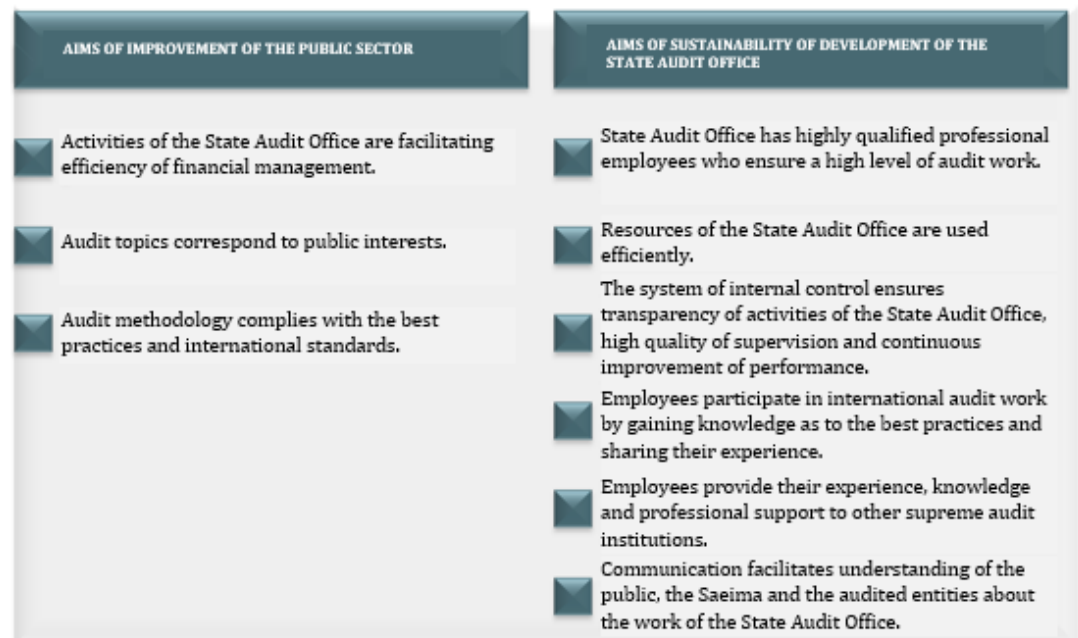 AIMS OF IMPROVEMENT OF THE PUBLIC SECTOR
Activities of the State Audit Office are facilitating
efficiency of financial management.
Audit topics correspond to public interests.
Audit methodology complies with the best
practices and international standards.
AIMS OF SUSTAINABILITY OF DEVELOPMENT OF THE
STATE AUDIT OFFICE
State Audit Office has highly qualified professional
employees who ensure a high level of audit work.
Resources of the State Audit Office are used
efficiently.
The system of internal control ensures
transparency of activities of the State Audit Office,
high quality of supervision and continuous
improvement of performance.
Employees participate in international audit work
by gaining knowledge as to the best practices and
sharing their experience.
Employees provide their experience, knowledge
and professional support to other supreme audit
institutions.
Communication facilitates understanding of the
public, the Saeima and the audited entities about
the work of the State Audit Office.